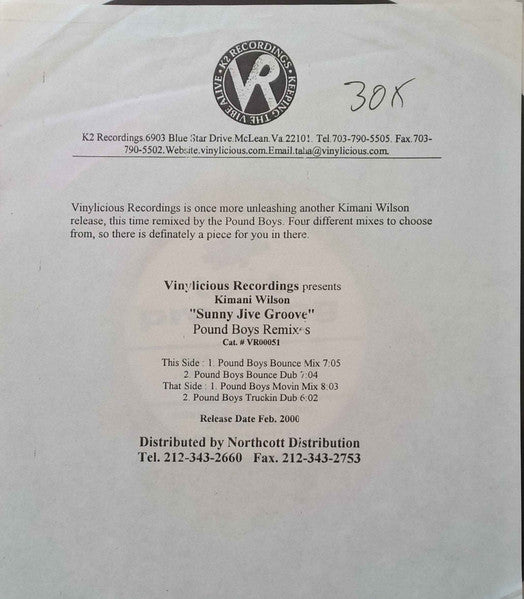 K2 RECORDINGS • KEEPING THE VIBE ALIVE •
VR
30X
K2 Recordings.6903 Blue Star Drive.McLean.Va 22101. Tel.703-790-5505. Fax.703-
790-5502.Website.vinylicious.com.Email.taha@vinylicious.com.
Vinylicious Recordings is once more unleashing another Kimani Wilson
release, this time remixed by the Pound Boys. Four different mixes to choose
from, so there is definately a piece for you in there.
Vinylicious Recordings presents
Kimani Wilson
"Sunny Jive Groove"
Pound Boys Remixes
Cat. # VR00051
This Side : 1. Pound Boys Bounce Mix 7:05
2. Pound Boys Bounce Dub 7:04
That Side : 1. Pound Boys Movin Mix 8:03
2. Pound Boys Truckin Dub 6:02
Release Date Feb. 2000
Distributed by Northcott Distribution
Tel. 212-343-2660 Fax. 212-343-2753